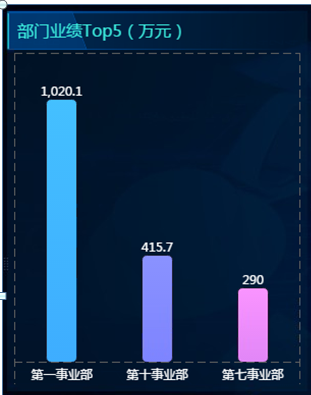 部门业绩Top5（万元）
1,020.1
415.7
290
第一事业部
第十事业部
第七事业部